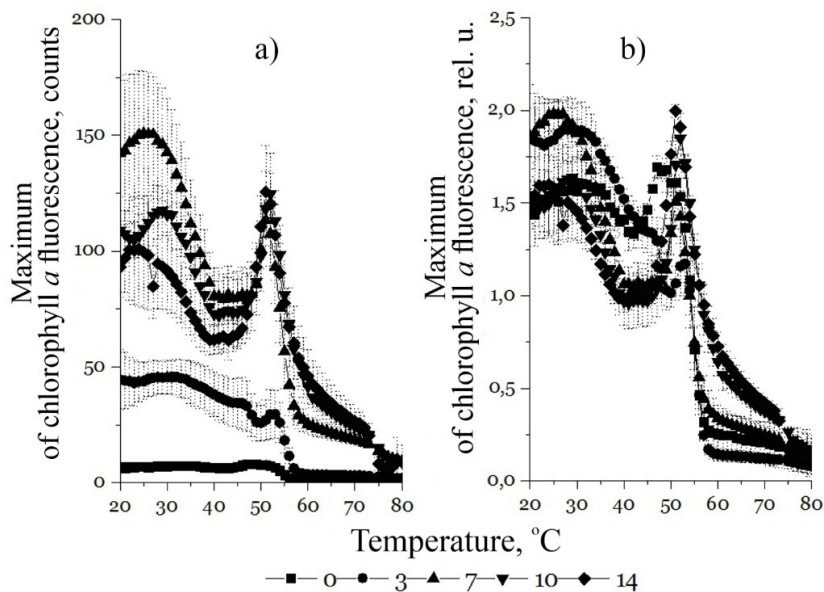 a)
Maximum
of chlorophyll a fluorescence, counts
200
150
100
50
0
20 30 40 50 60 70 80
b)
Maximum
of chlorophyll a fluorescence, rel. u.
2,5
2,0
1,5
1,0
0,5
0,0
20 30 40 50 60 70 80
Temperature, °C
0 3 7 10 14